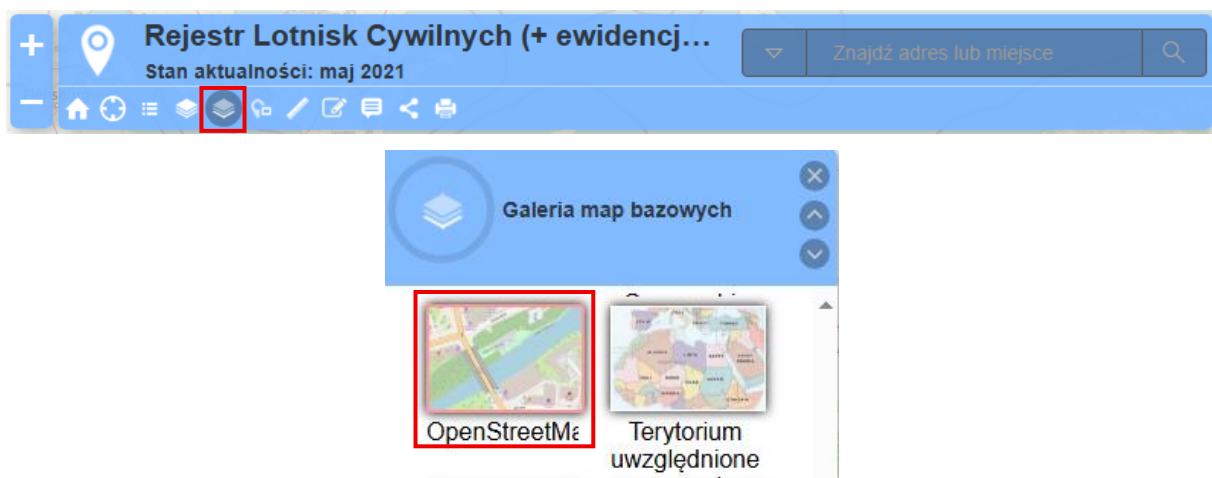 Rejestr Lotnisk Cywilnych (+ ewidencj...
Stan aktualności: maj 2021
Znajdź adres lub miejsce
Galeria map bazowych
OpenStreetMa
Terytorium
uwzględnione